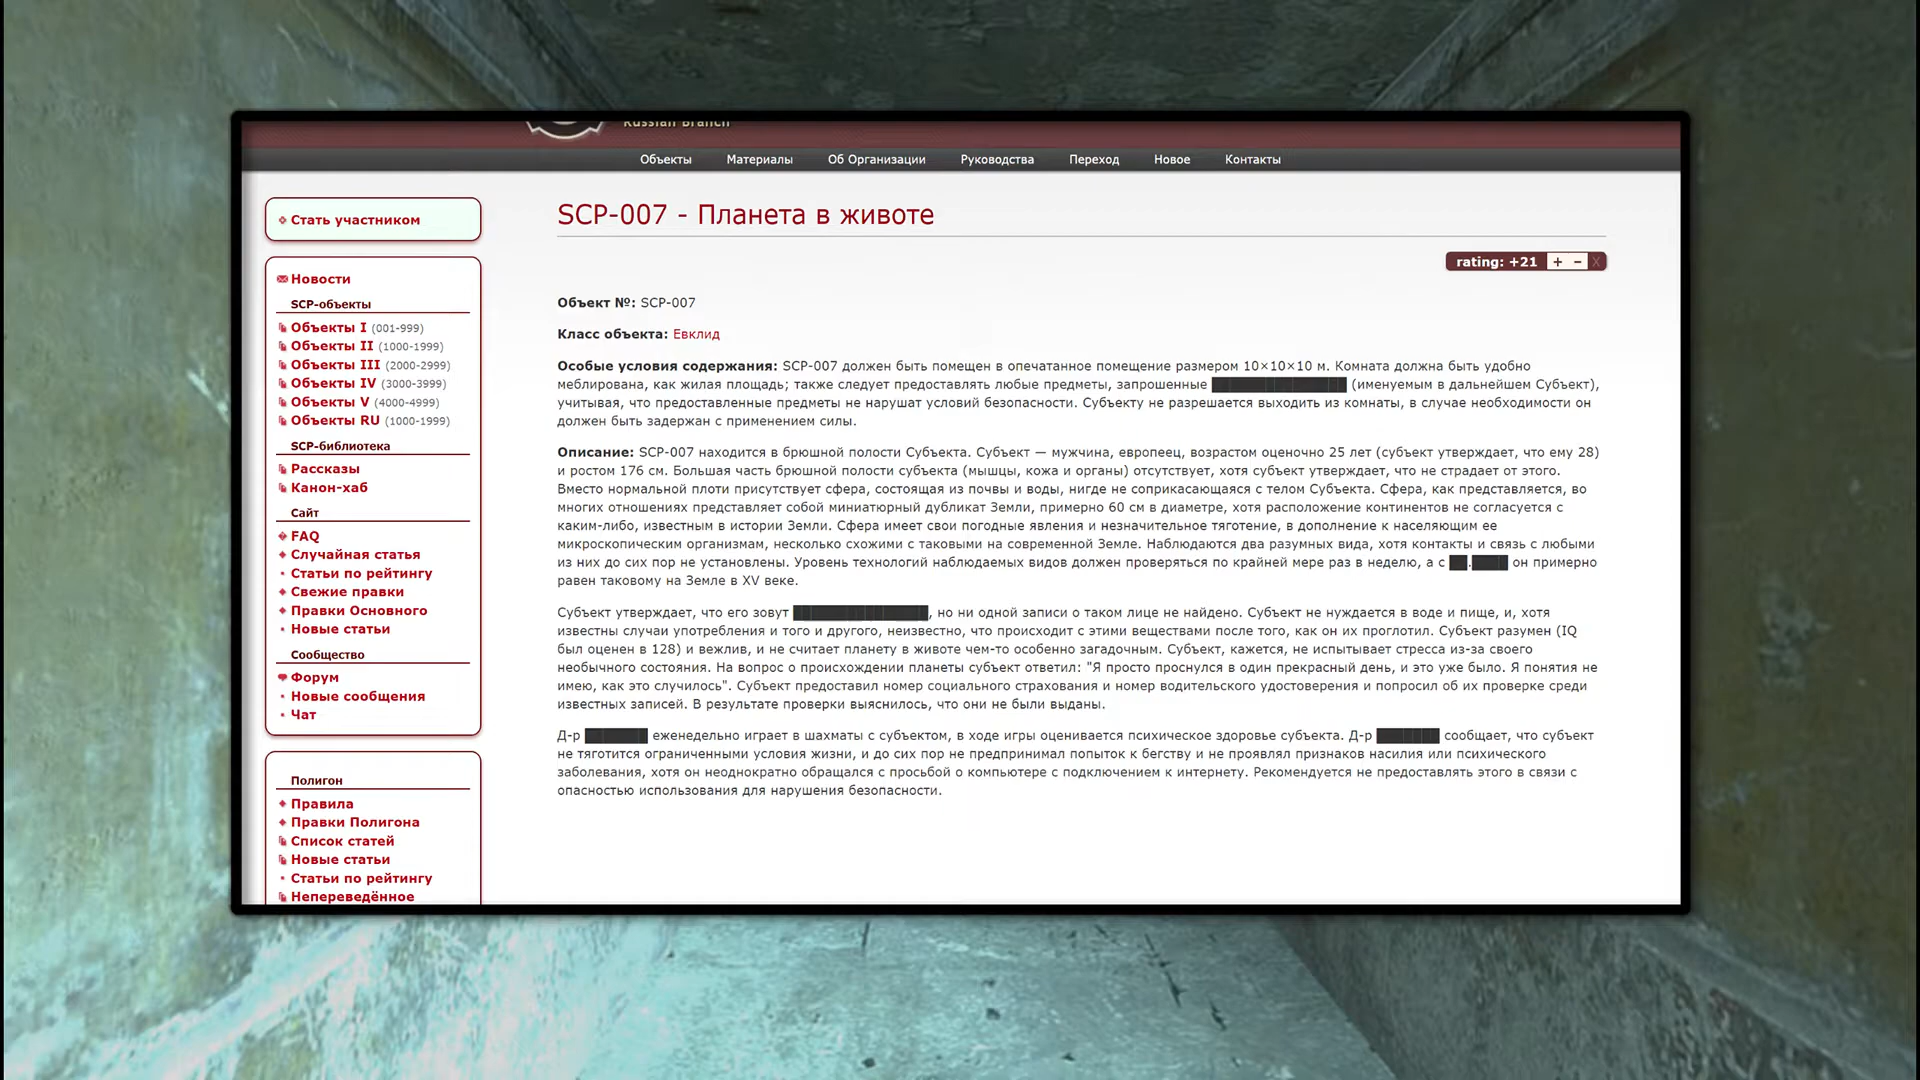 Russian Branch
Объекты Материалы Об Организации Руководства Переход Новое Контакты
Стать участником
Новости
SCP-объекты
Объекты I (001-999)
Объекты II (1000-1999)
Объекты III (2000-2999)
Объекты IV (3000-3999)
Объекты V (4000-4999)
Объекты RU (1000-1999)
SCP-библиотека
Рассказы
Канон-хаб
Сайт
FAQ
Случайная статья
Статьи по рейтингу
Свежие правки
Правки Основного
Новые статьи
Сообщество
Форум
Новые сообщения
Чат
Полигон
Правила
Правки Полигона
Список статей
Новые статьи
Статьи по рейтингу
Непереведённое
SCP-007 - Планета в животе
rating: +21 + − X
Объект №: SCP-007
Класс объекта: Евклид
Особые условия содержания: SCP-007 должен быть помещен в опечатанное помещение размером 10×10×10 м. Комната должна быть удобно
меблирована, как жилая площадь; также следует предоставлять любые предметы, запрошенные ███████████████ (именуемым в дальнейшем Субъект),
учитывая, что предоставленные предметы не нарушат условий безопасности. Субъекту не разрешается выходить из комнаты, в случае необходимости он
должен быть задержан с применением силы.
Описание: SCP-007 находится в брюшной полости Субъекта. Субъект — мужчина, европеец, возрастом оценочно 25 лет (субъект утверждает, что ему 28)
и ростом 176 см. Большая часть брюшной полости субъекта (мышцы, кожа и органы) отсутствует, хотя субъект утверждает, что не страдает от этого.
Вместо нормальной плоти присутствует сфера, состоящая из почвы и воды, нигде не соприкасающаяся с телом Субъекта. Сфера, как представляется, во
многих отношениях представляет собой миниатюрный дубликат Земли, примерно 60 см в диаметре, хотя расположение континентов не согласуется с
каким-либо, известным в истории Земли. Сфера имеет свои погодные явления и незначительное тяготение, в дополнение к населяющим ее
микроскопическим организмам, несколько схожими с таковыми на современной Земле. Наблюдаются два разумных вида, хотя контакты и связь с любыми
из них до сих пор не установлены. Уровень технологий наблюдаемых видов должен проверяться по крайней мере раз в неделю, а с ██.████ он примерно
равен таковому на Земле в XV веке.
Субъект утверждает, что его зовут ███████████████, но ни одной записи о таком лице не найдено. Субъект не нуждается в воде и пище, и, хотя
известны случаи употребления и того и другого, неизвестно, что происходит с этими веществами после того, как он их проглотил. Субъект разумен (IQ
был оценен в 128) и вежлив, и не считает планету в животе чем-то особенно загадочным. Субъект, кажется, не испытывает стресса из-за своего
необычного состояния. На вопрос о происхождении планеты субъект ответил: "Я просто проснулся в один прекрасный день, и это уже было. Я понятия не
имею, как это случилось". Субъект предоставил номер социального страхования и номер водительского удостоверения и попросил об их проверке среди
известных записей. В результате проверки выяснилось, что они не были выданы.
Д-р ███████ еженедельно играет в шахматы с субъектом, в ходе игры оценивается психическое здоровье субъекта. Д-р ███████ сообщает, что субъект
не тяготится ограниченными условия жизни, и до сих пор не предпринимал попыток к бегству и не проявлял признаков насилия или психического
заболевания, хотя он неоднократно обращался с просьбой о компьютере с подключением к интернету. Рекомендуется не предоставлять этого в связи с
опасностью использования для нарушения безопасности.